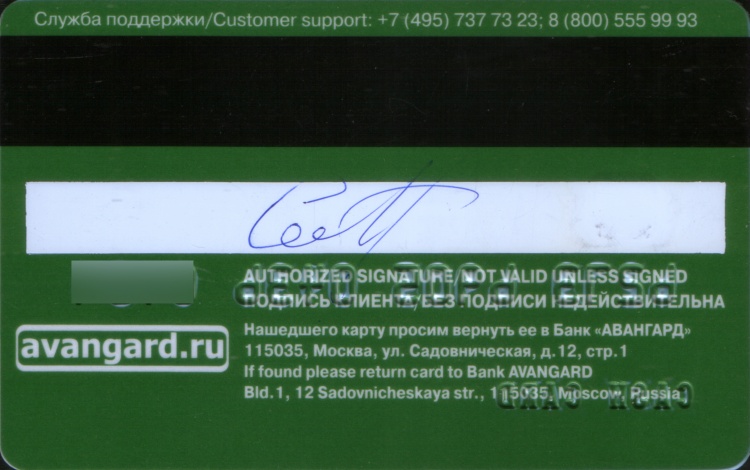 Служба поддержки/Customer support: +7 (495) 737 73 23; 8 (800) 555 99 93
AUTHORIZED SIGNATURE/NOT VALID UNLESS SIGNED
ПОДПИСЬ КЛИЕНТА/БЕЗ ПОДПИСИ НЕДЕЙСТВИТЕЛЬНА
avangard.ru
Нашедшего карту просим вернуть ее в Банк «АВАНГАРД»
115035, Москва, ул. Садовническая, д.12, стр.1
If found please return card to Bank AVANGARD
Bld.1, 12 Sadovnicheskaya str., 115035, Moscow, Russia
CASH CARD